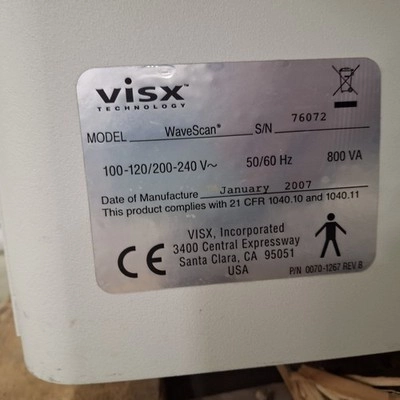 VISX™
TECHNOLOGY
MODEL WaveScan® S/N 76072
100-120/200-240 V~ 50/60 Hz 800 VA
Date of Manufacture January 2007
This product complies with 21 CFR 1040.10 and 1040.11
VISX, Incorporated
3400 Central Expressway
Santa Clara, CA 95051
USA
CE
P/N 0070-1267 REV B